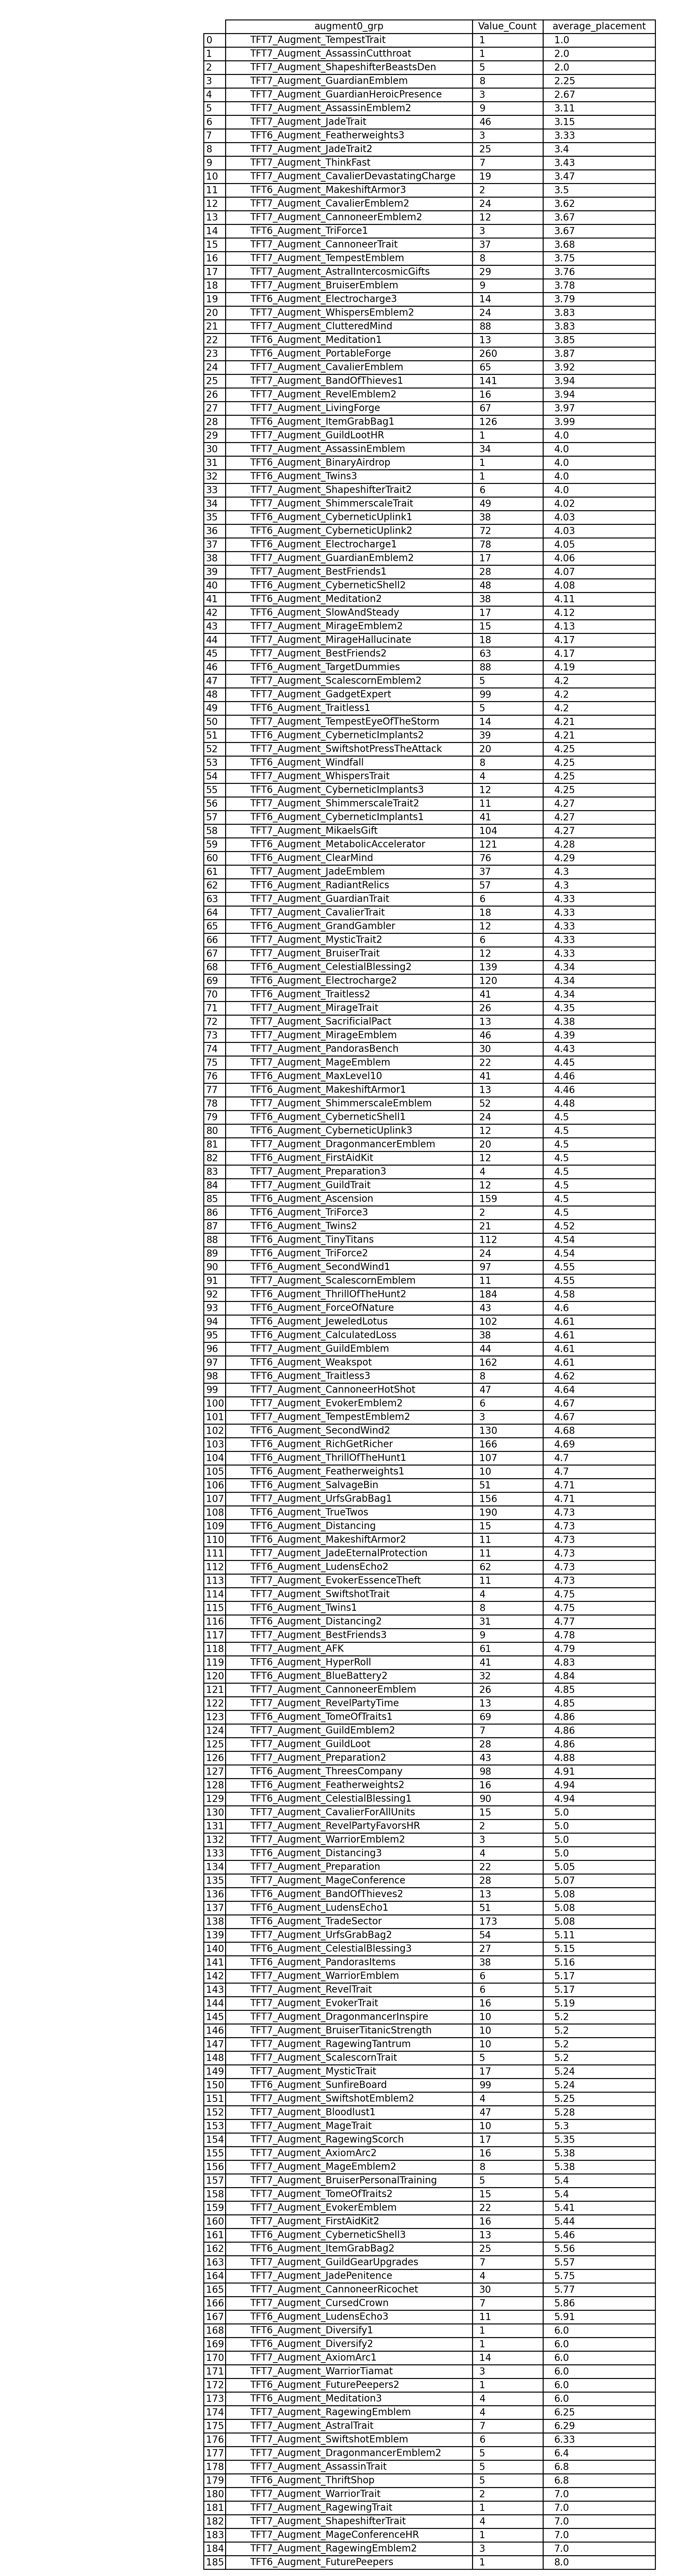 augment0_grp Value_Count average_placement
0 TFT7_Augment_TempestTrait 1 1.0
1 TFT7_Augment_AssassinCutthroat 1 2.0
2 TFT7_Augment_ShapeshifterBeastsDen 5 2.0
3 TFT7_Augment_GuardianEmblem 8 2.25
4 TFT7_Augment_GuardianHeroicPresence 3 2.67
5 TFT7_Augment_AssassinEmblem2 9 3.11
6 TFT7_Augment_JadeTrait 46 3.15
7 TFT6_Augment_Featherweights3 3 3.33
8 TFT7_Augment_JadeTrait2 25 3.4
9 TFT7_Augment_ThinkFast 7 3.43
10 TFT7_Augment_CavalierDevastatingCharge 19 3.47
11 TFT6_Augment_MakeshiftArmor3 2 3.5
12 TFT7_Augment_CavalierEmblem2 24 3.62
13 TFT7_Augment_CannoneerEmblem2 12 3.67
14 TFT6_Augment_TriForce1 3 3.67
15 TFT7_Augment_CannoneerTrait 37 3.68
16 TFT7_Augment_TempestEmblem 8 3.75
17 TFT7_Augment_AstralIntercosmicGifts 29 3.76
18 TFT7_Augment_BruiserEmblem 9 3.78
19 TFT6_Augment_Electrocharge3 14 3.79
20 TFT7_Augment_WhispersEmblem2 24 3.83
21 TFT7_Augment_ClutteredMind 88 3.83
22 TFT6_Augment_Meditation1 13 3.85
23 TFT6_Augment_PortableForge 260 3.87
24 TFT7_Augment_CavalierEmblem 65 3.92
25 TFT7_Augment_BandOfThieves1 141 3.94
26 TFT7_Augment_RevelEmblem2 16 3.94
27 TFT7_Augment_LivingForge 67 3.97
28 TFT6_Augment_ItemGrabBag1 126 3.99
29 TFT7_Augment_GuildLootHR 1 4.0
30 TFT7_Augment_AssassinEmblem 34 4.0
31 TFT6_Augment_BinaryAirdrop 1 4.0
32 TFT6_Augment_Twins3 1 4.0
33 TFT7_Augment_ShapeshifterTrait2 6 4.0
34 TFT7_Augment_ShimmerscaleTrait 49 4.02
35 TFT6_Augment_CyberneticUplink1 38 4.03
36 TFT6_Augment_CyberneticUplink2 72 4.03
37 TFT6_Augment_Electrocharge1 78 4.05
38 TFT7_Augment_GuardianEmblem2 17 4.06
39 TFT7_Augment_BestFriends1 28 4.07
40 TFT6_Augment_CyberneticShell2 48 4.08
41 TFT6_Augment_Meditation2 38 4.11
42 TFT6_Augment_SlowAndSteady 17 4.12
43 TFT7_Augment_MirageEmblem2 15 4.13
44 TFT7_Augment_MirageHallucinate 18 4.17
45 TFT7_Augment_BestFriends2 63 4.17
46 TFT6_Augment_TargetDummies 88 4.19
47 TFT7_Augment_ScalescornEmblem2 5 4.2
48 TFT7_Augment_GadgetExpert 99 4.2
49 TFT6_Augment_Traitless1 5 4.2
50 TFT7_Augment_TempestEyeOfTheStorm 14 4.21
51 TFT6_Augment_CyberneticImplants2 39 4.21
52 TFT7_Augment_SwiftshotPressTheAttack 20 4.25
53 TFT6_Augment_Windfall 8 4.25
54 TFT7_Augment_WhispersTrait 4 4.25
55 TFT6_Augment_CyberneticImplants3 12 4.25
56 TFT7_Augment_ShimmerscaleTrait2 11 4.27
57 TFT6_Augment_CyberneticImplants1 41 4.27
58 TFT7_Augment_MikaelsGift 104 4.27
59 TFT6_Augment_MetabolicAccelerator 121 4.28
60 TFT6_Augment_ClearMind 76 4.29
61 TFT7_Augment_JadeEmblem 37 4.3
62 TFT6_Augment_RadiantRelics 57 4.3
63 TFT7_Augment_GuardianTrait 6 4.33
64 TFT7_Augment_CavalierTrait 18 4.33
65 TFT6_Augment_GrandGambler 12 4.33
66 TFT7_Augment_MysticTrait2 6 4.33
67 TFT7_Augment_BruiserTrait 12 4.33
68 TFT6_Augment_CelestialBlessing2 139 4.34
69 TFT6_Augment_Electrocharge2 120 4.34
70 TFT6_Augment_Traitless2 41 4.34
71 TFT7_Augment_MirageTrait 26 4.35
72 TFT7_Augment_SacrificialPact 13 4.38
73 TFT7_Augment_MirageEmblem 46 4.39
74 TFT7_Augment_PandorasBench 30 4.43
75 TFT7_Augment_MageEmblem 22 4.45
76 TFT6_Augment_MaxLevel10 41 4.46
77 TFT6_Augment_MakeshiftArmor1 13 4.46
78 TFT7_Augment_ShimmerscaleEmblem 52 4.48
79 TFT6_Augment_CyberneticShell1 24 4.5
80 TFT6_Augment_CyberneticUplink3 12 4.5
81 TFT7_Augment_DragonmancerEmblem 20 4.5
82 TFT6_Augment_FirstAidKit 12 4.5
83 TFT7_Augment_Preparation3 4 4.5
84 TFT7_Augment_GuildTrait 12 4.5
85 TFT6_Augment_Ascension 159 4.5
86 TFT6_Augment_TriForce3 2 4.5
87 TFT6_Augment_Twins2 21 4.52
88 TFT6_Augment_TinyTitans 112 4.54
89 TFT6_Augment_TriForce2 24 4.54
90 TFT6_Augment_SecondWind1 97 4.55
91 TFT7_Augment_ScalescornEmblem 11 4.55
92 TFT6_Augment_ThrillOfTheHunt2 184 4.58
93 TFT6_Augment_ForceOfNature 43 4.6
94 TFT6_Augment_JeweledLotus 102 4.61
95 TFT6_Augment_CalculatedLoss 38 4.61
96 TFT7_Augment_GuildEmblem 44 4.61
97 TFT6_Augment_Weakspot 162 4.61
98 TFT6_Augment_Traitless3 8 4.62
99 TFT7_Augment_CannoneerHotShot 47 4.64
100 TFT7_Augment_EvokerEmblem2 6 4.67
101 TFT7_Augment_TempestEmblem2 3 4.67
102 TFT6_Augment_SecondWind2 130 4.68
103 TFT6_Augment_RichGetRicher 166 4.69
104 TFT6_Augment_ThrillOfTheHunt1 107 4.7
105 TFT6_Augment_Featherweights1 10 4.7
106 TFT6_Augment_SalvageBin 51 4.71
107 TFT7_Augment_UrfsGrabBag1 156 4.71
108 TFT6_Augment_TrueTwos 190 4.73
109 TFT6_Augment_Distancing 15 4.73
110 TFT6_Augment_MakeshiftArmor2 11 4.73
111 TFT7_Augment_JadeEternalProtection 11 4.73
112 TFT6_Augment_LudensEcho2 62 4.73
113 TFT7_Augment_EvokerEssenceTheft 11 4.73
114 TFT7_Augment_SwiftshotTrait 4 4.75
115 TFT6_Augment_Twins1 8 4.75
116 TFT6_Augment_Distancing2 31 4.77
117 TFT7_Augment_BestFriends3 9 4.78
118 TFT7_Augment_AFK 61 4.79
119 TFT6_Augment_HyperRoll 41 4.83
120 TFT6_Augment_BlueBattery2 32 4.84
121 TFT7_Augment_CannoneerEmblem 26 4.85
122 TFT7_Augment_RevelPartyTime 13 4.85
123 TFT6_Augment_TomeOfTraits1 69 4.86
124 TFT7_Augment_GuildEmblem2 7 4.86
125 TFT7_Augment_GuildLoot 28 4.86
126 TFT7_Augment_Preparation2 43 4.88
127 TFT6_Augment_ThreesCompany 98 4.91
128 TFT6_Augment_Featherweights2 16 4.94
129 TFT6_Augment_CelestialBlessing1 90 4.94
130 TFT7_Augment_CavalierForAllUnits 15 5.0
131 TFT7_Augment_RevelPartyFavorsHR 2 5.0
132 TFT7_Augment_WarriorEmblem2 3 5.0
133 TFT6_Augment_Distancing3 4 5.0
134 TFT7_Augment_Preparation 22 5.05
135 TFT7_Augment_MageConference 28 5.07
136 TFT6_Augment_BandOfThieves2 13 5.08
137 TFT6_Augment_LudensEcho1 51 5.08
138 TFT6_Augment_TradeSector 173 5.08
139 TFT7_Augment_UrfsGrabBag2 54 5.11
140 TFT6_Augment_CelestialBlessing3 27 5.15
141 TFT6_Augment_PandorasItems 38 5.16
142 TFT7_Augment_WarriorEmblem 6 5.17
143 TFT7_Augment_RevelTrait 6 5.17
144 TFT7_Augment_EvokerTrait 16 5.19
145 TFT7_Augment_DragonmancerInspire 10 5.2
146 TFT7_Augment_BruiserTitanicStrength 10 5.2
147 TFT7_Augment_RagewingTantrum 10 5.2
148 TFT7_Augment_ScalescornTrait 5 5.2
149 TFT7_Augment_MysticTrait 17 5.24
150 TFT6_Augment_SunfireBoard 99 5.24
151 TFT7_Augment_SwiftshotEmblem2 4 5.25
152 TFT7_Augment_Bloodlust1 47 5.28
153 TFT7_Augment_MageTrait 10 5.3
154 TFT7_Augment_RagewingScorch 17 5.35
155 TFT7_Augment_AxiomArc2 16 5.38
156 TFT7_Augment_MageEmblem2 8 5.38
157 TFT7_Augment_BruiserPersonalTraining 5 5.4
158 TFT6_Augment_TomeOfTraits2 15 5.4
159 TFT7_Augment_EvokerEmblem 22 5.41
160 TFT7_Augment_FirstAidKit2 16 5.44
161 TFT6_Augment_CyberneticShell3 13 5.46
162 TFT6_Augment_ItemGrabBag2 25 5.56
163 TFT7_Augment_GuildGearUpgrades 7 5.57
164 TFT7_Augment_JadePenitence 4 5.75
165 TFT7_Augment_CannoneerRicochet 30 5.77
166 TFT7_Augment_CursedCrown 7 5.86
167 TFT6_Augment_LudensEcho3 11 5.91
168 TFT6_Augment_Diversify1 1 6.0
169 TFT6_Augment_Diversify2 1 6.0
170 TFT7_Augment_AxiomArc1 14 6.0
171 TFT7_Augment_WarriorTiamat 3 6.0
172 TFT6_Augment_FuturePeepers2 1 6.0
173 TFT6_Augment_Meditation3 4 6.0
174 TFT7_Augment_RagewingEmblem 4 6.25
175 TFT7_Augment_AstralTrait 7 6.29
176 TFT7_Augment_SwiftshotEmblem 6 6.33
177 TFT7_Augment_DragonmancerEmblem2 5 6.4
178 TFT7_Augment_AssassinTrait 5 6.8
179 TFT6_Augment_ThriftShop 5 6.8
180 TFT7_Augment_WarriorTrait 2 7.0
181 TFT7_Augment_RagewingTrait 1 7.0
182 TFT7_Augment_ShapeshifterTrait 4 7.0
183 TFT7_Augment_MageConferenceHR 1 7.0
184 TFT7_Augment_RagewingEmblem2 3 7.0
185 TFT6_Augment_FuturePeepers 1 8.0